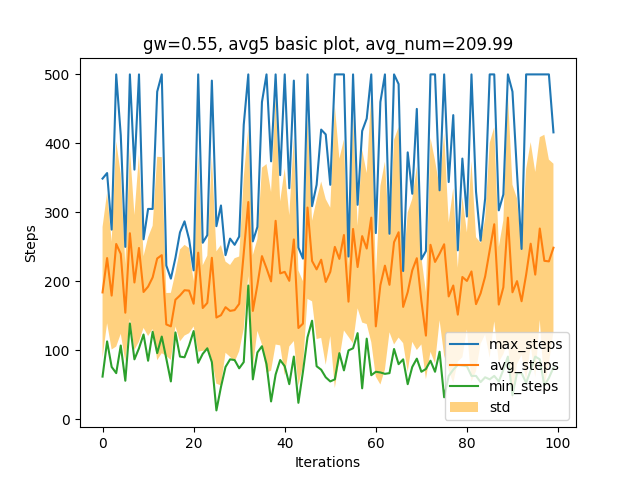 gw=0.55, avg5 basic plot, avg_num=209.99
500
400
300
200
100
0
Steps
max_steps
avg_steps
min_steps
std
0 20 40 60 80 100
Iterations